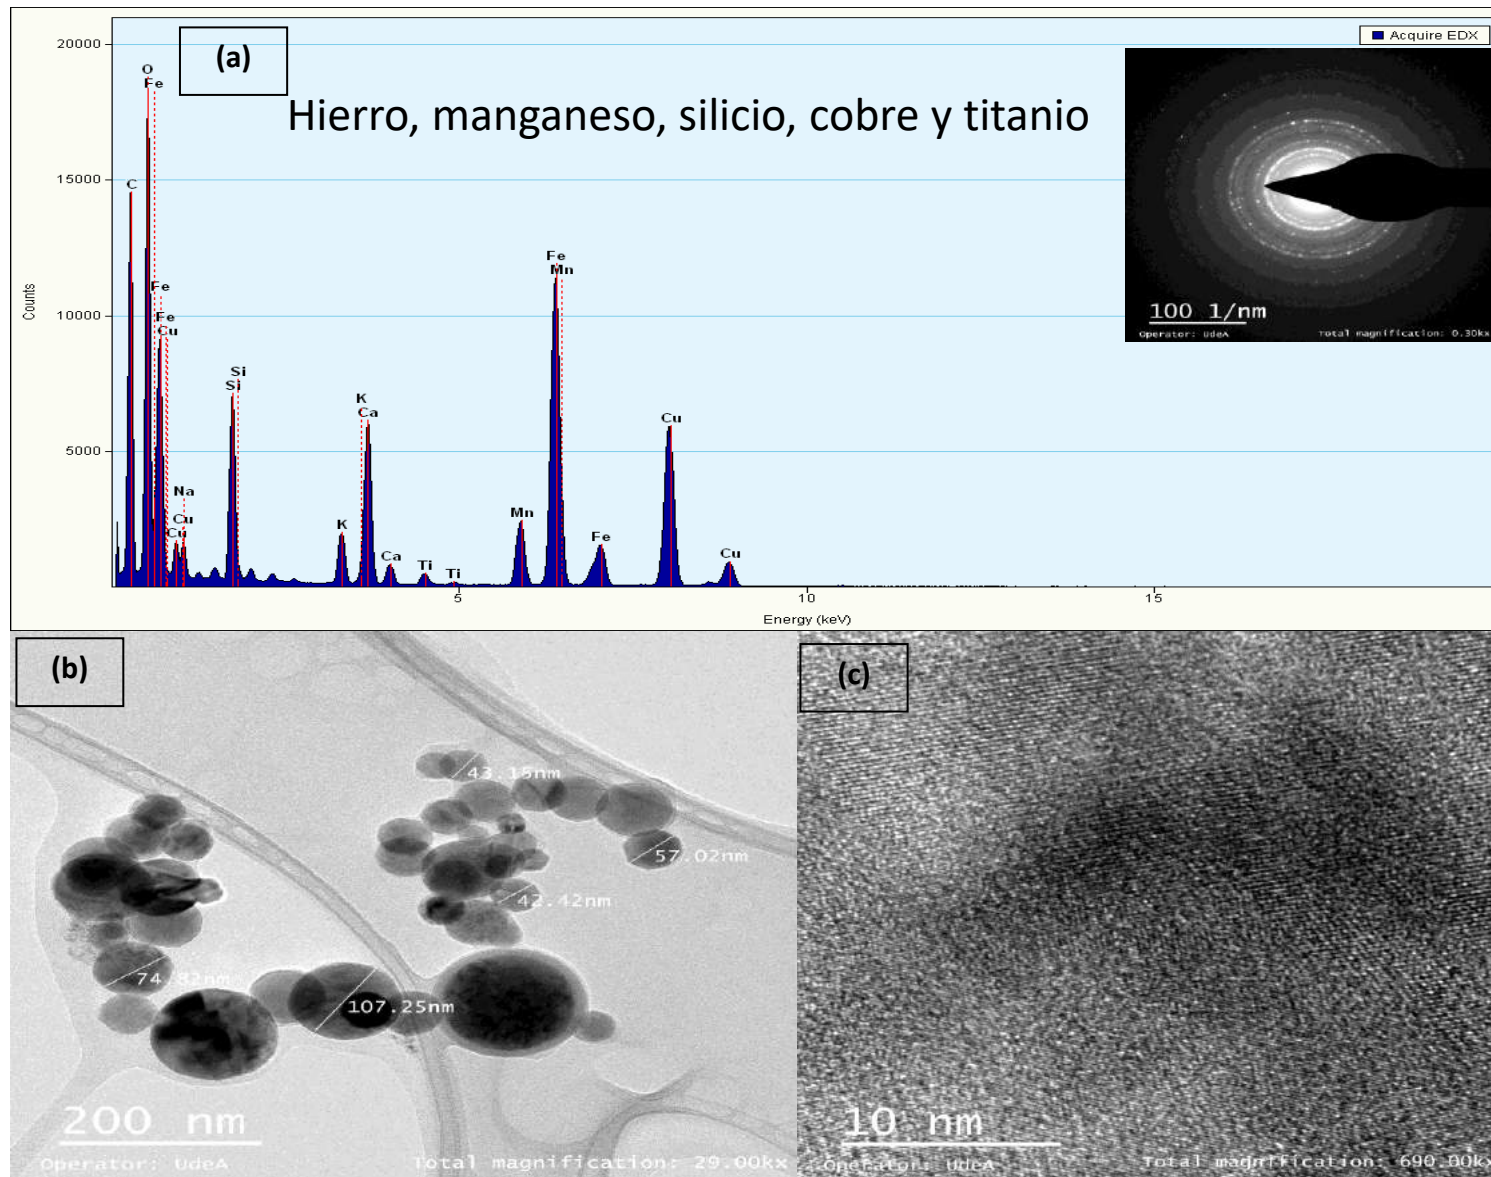 (a)
Hierro, manganeso, silicio, cobre y titanio
Acquire EDX
20000
15000
10000
5000
Counts
O
Fe
C
Fe
Fe
Cu
Na
Cu
Cu
Si
Si
K
K
Ca
Ca
Ti
Ti
Mn
Fe
Mn
Fe
Cu
Cu
5
10
15
Energy (keV)
100 1/nm
Operator: UdeA
Total magnification: 0.30kx
(b)
43.15nm
57.02nm
42.42nm
74.82nm
107.25nm
200 nm
Operator: UdeA
Total magnification: 29.00kx
(c)
10 nm
Operator: UdeA
Total magnification: 690.00kx